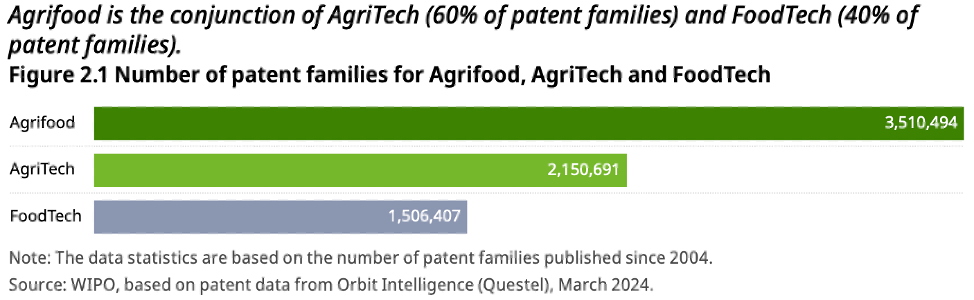 Agrifood is the conjunction of AgriTech (60% of patent families) and FoodTech (40% of
patent families).
Figure 2.1 Number of patent families for Agrifood, AgriTech and FoodTech
Agrifood 3,510,494
AgriTech 2,150,691
FoodTech 1,506,407
Note: The data statistics are based on the number of patent families published since 2004.
Source: WIPO, based on patent data from Orbit Intelligence (Questel), March 2024.